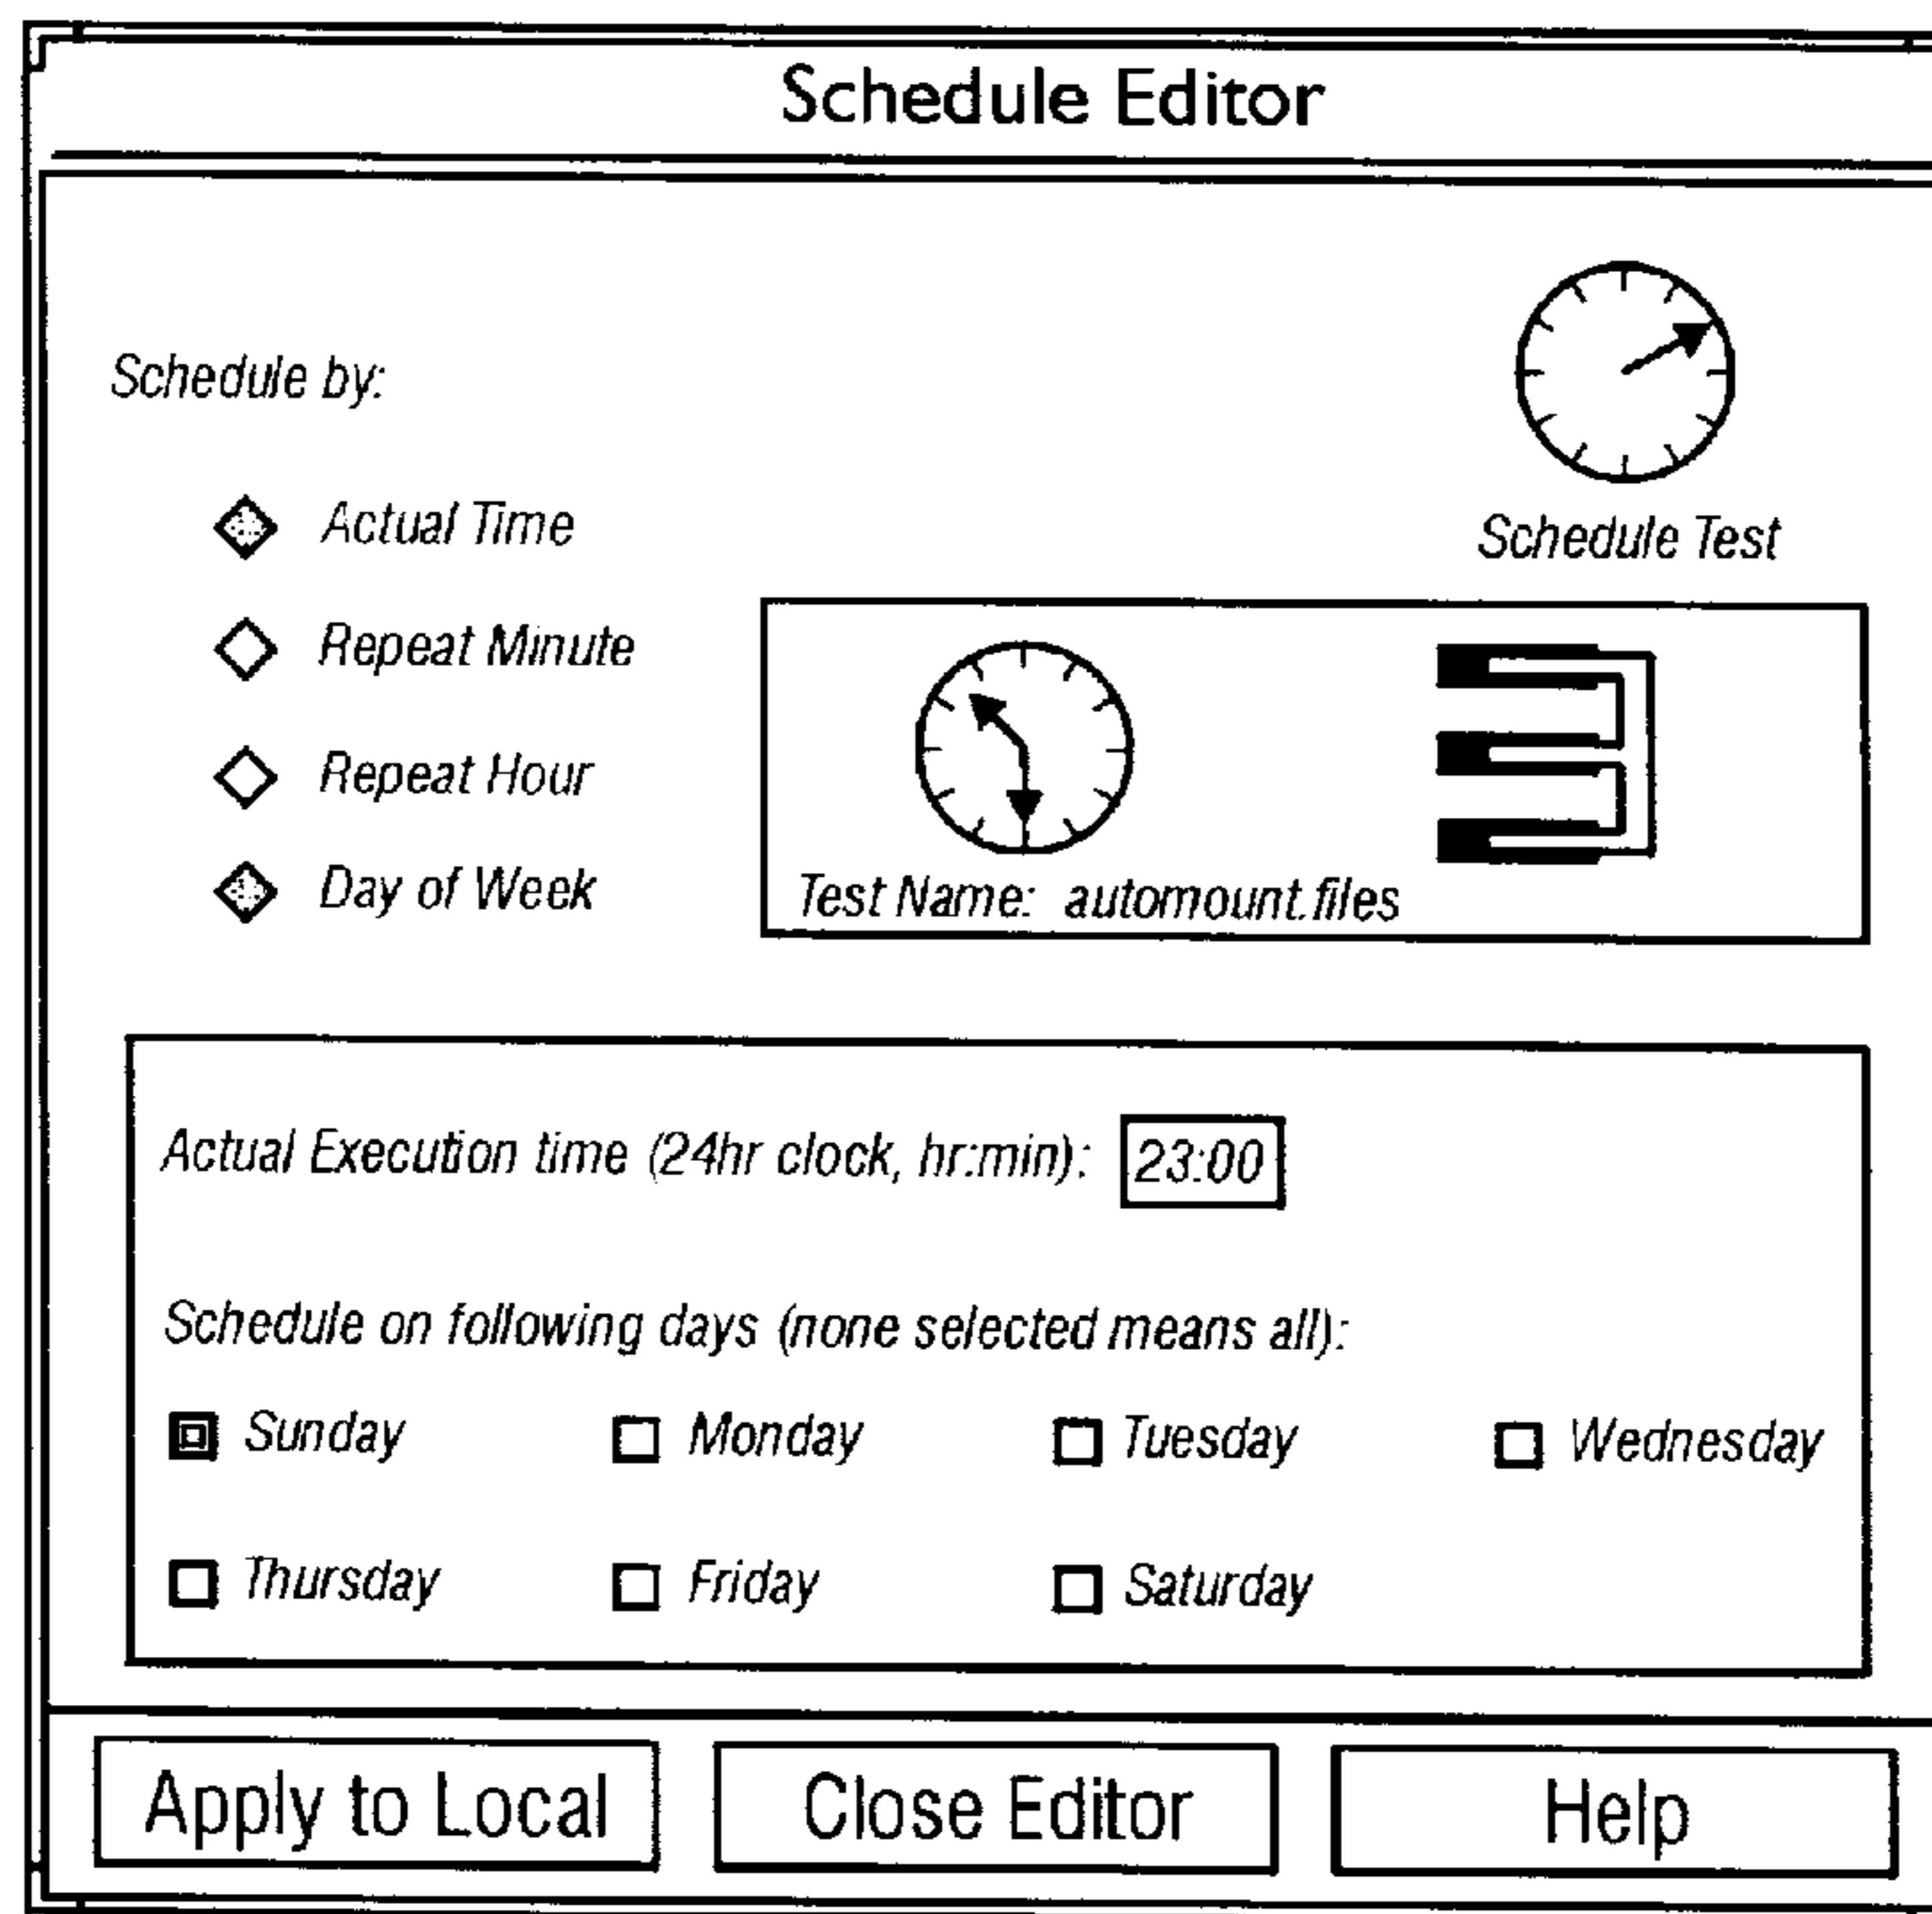 Schedule Editor
Schedule by:
Actual Time
Repeat Minute
Repeat Hour
Day of Week
Schedule Test
Test Name: automount.files
Actual Execution time (24hr clock, hr:min): 23:00
Schedule on following days (none selected means all):
Sunday Monday Tuesday Wednesday
Thursday Friday Saturday
Apply to Local Close Editor Help